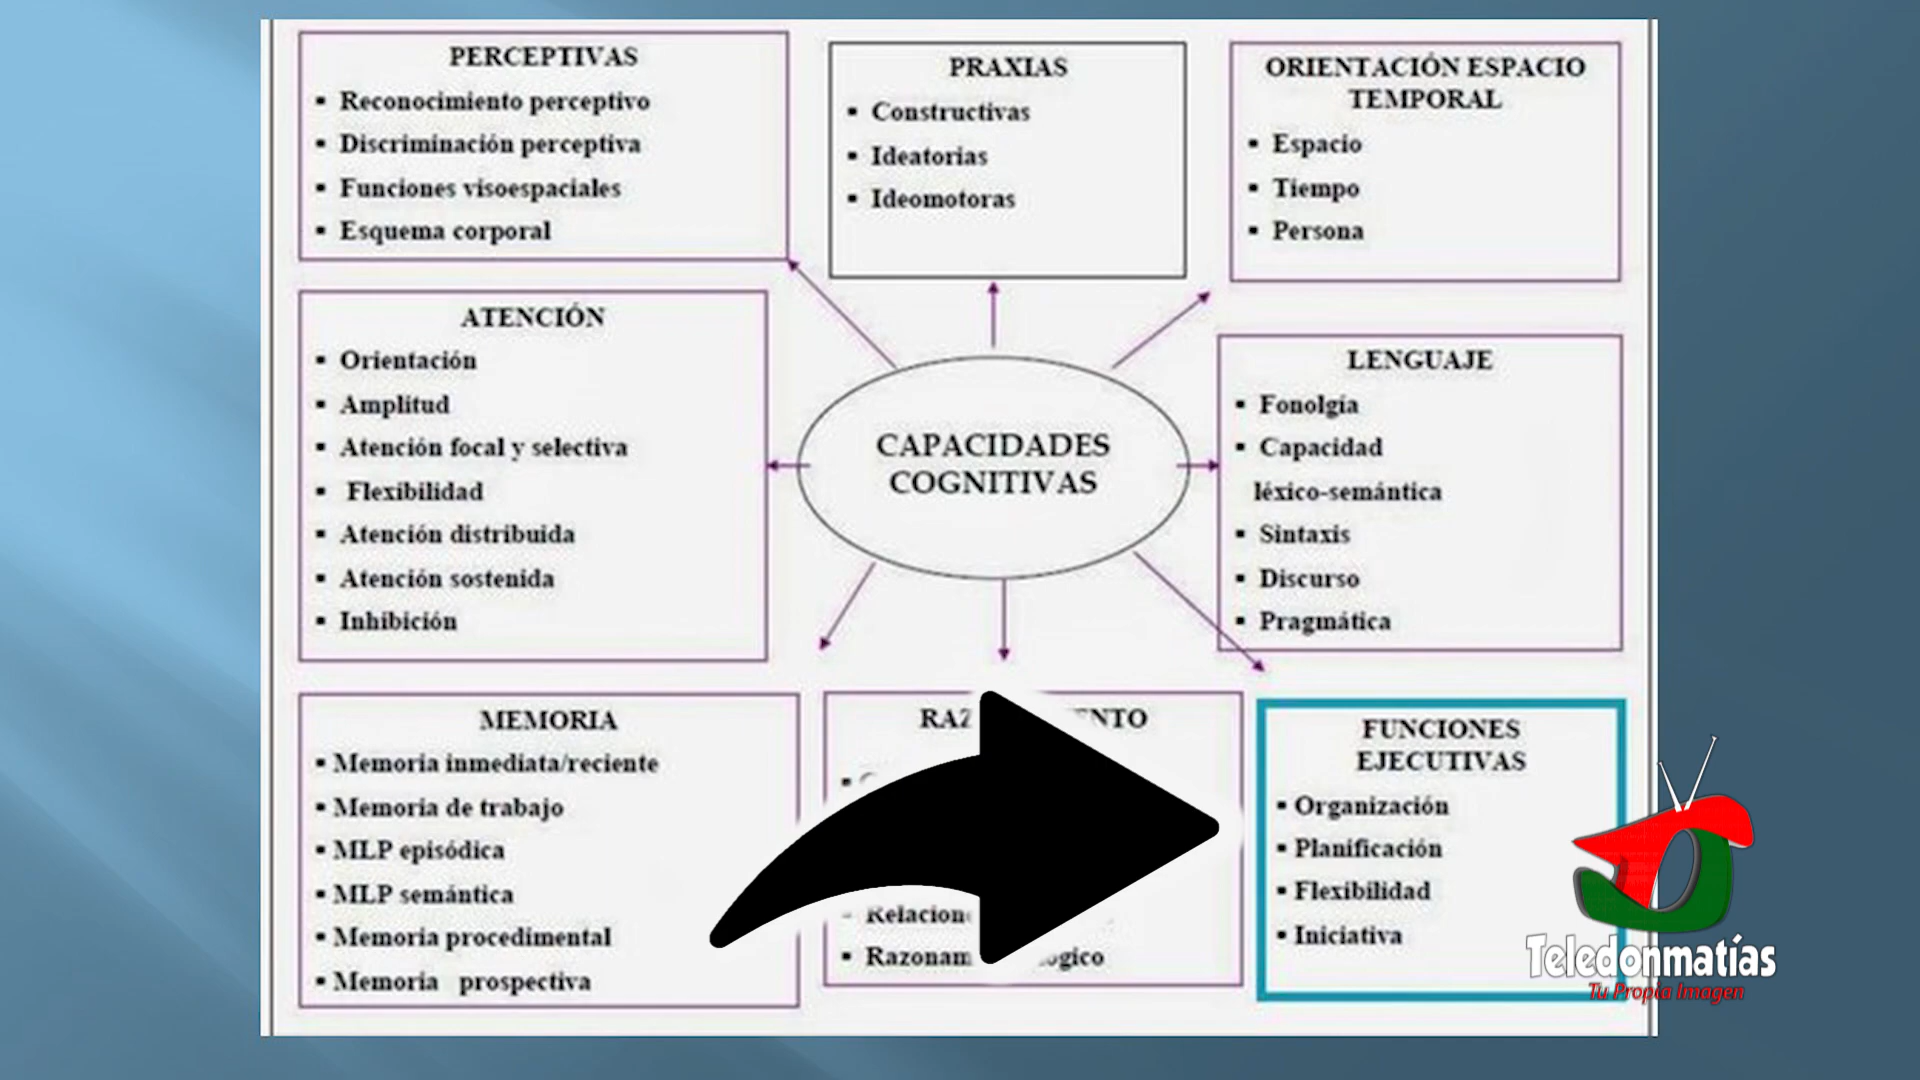 PERCEPTIVAS
▪ Reconocimiento perceptivo
▪ Discriminación perceptiva
▪ Funciones visoespaciales
▪ Esquema corporal
PRAXIAS
▪ Constructivas
▪ Ideatorias
▪ Ideomotoras
ORIENTACIÓN ESPACIO
TEMPORAL
▪ Espacio
▪ Tiempo
▪ Persona
ATENCIÓN
▪ Orientación
▪ Amplitud
▪ Atención focal y selectiva
▪ Flexibilidad
▪ Atención distribuida
▪ Atención sostenida
▪ Inhibición
CAPACIDADES
COGNITIVAS
LENGUAJE
▪ Fonolgía
▪ Capacidad
léxico-semántica
▪ Sintaxis
▪ Discurso
▪ Pragmática
MEMORIA
▪ Memoria inmediata/reciente
▪ Memoria de trabajo
▪ MLP episódica
▪ MLP semántica
▪ Memoria procedimental
▪ Memoria prospectiva
FUNCIONES
EJECUTIVAS
▪ Organización
▪ Planificación
▪ Flexibilidad
▪ Iniciativa
Teledonmatías
Tu Propia Imagen